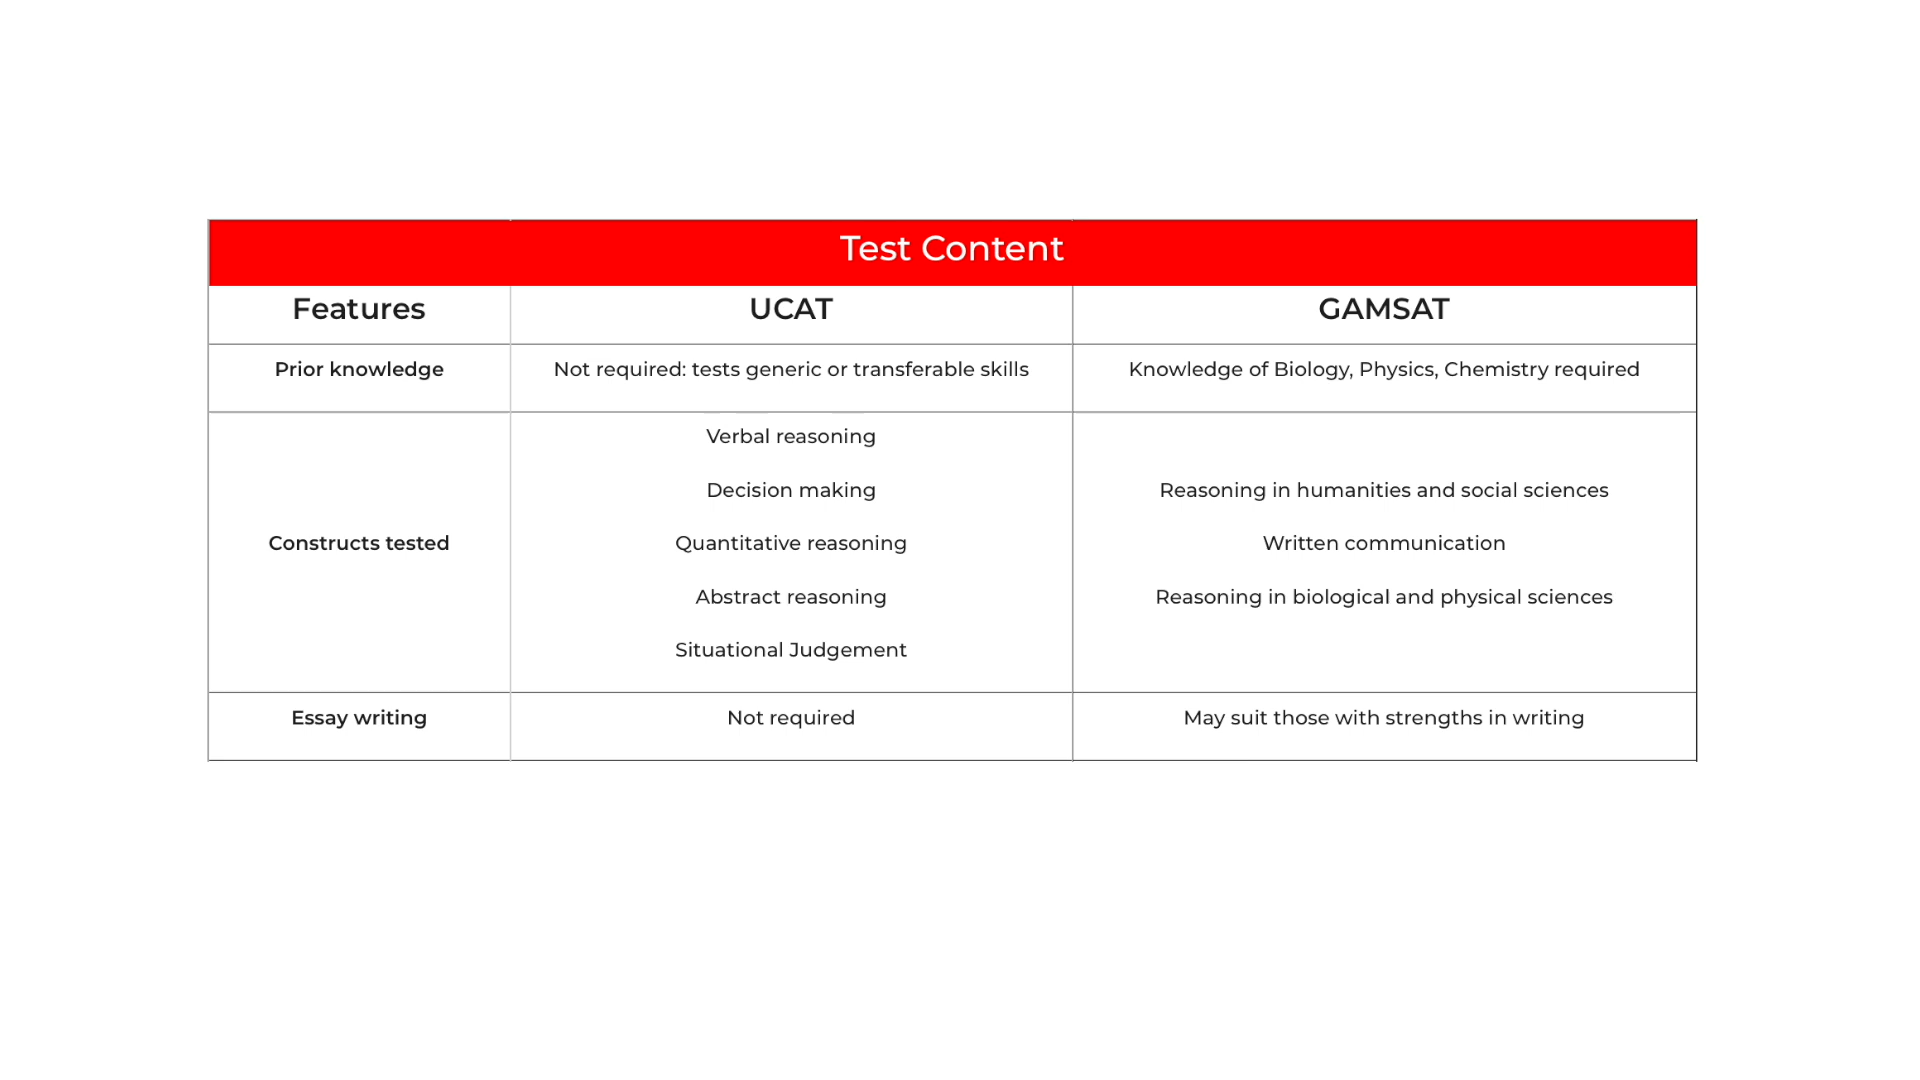 Test Content
Features UCAT GAMSAT
Prior knowledge Not required: tests generic or transferable skills Knowledge of Biology, Physics, Chemistry required
Verbal reasoning
Decision making Reasoning in humanities and social sciences
Constructs tested Quantitative reasoning Written communication
Abstract reasoning Reasoning in biological and physical sciences
Situational Judgement
Essay writing Not required May suit those with strengths in writing